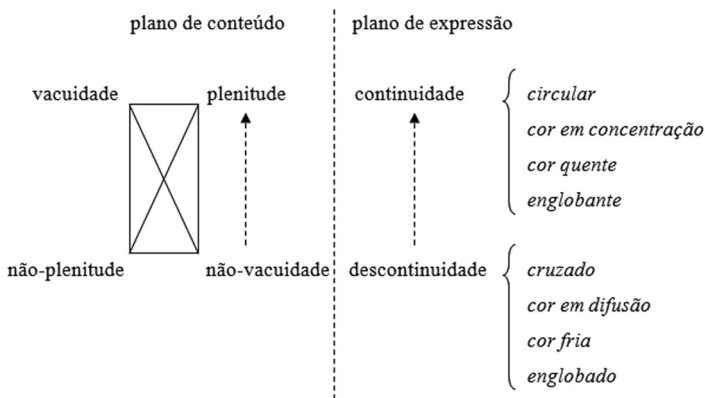 plano de conteúdo plano de expressão
vacuidade plenitude continuidade circular
cor em concentração
cor quente
englobante
não-plenitude não-vacuidade descontinuidade cruzado
cor em difusão
cor fria
englobado